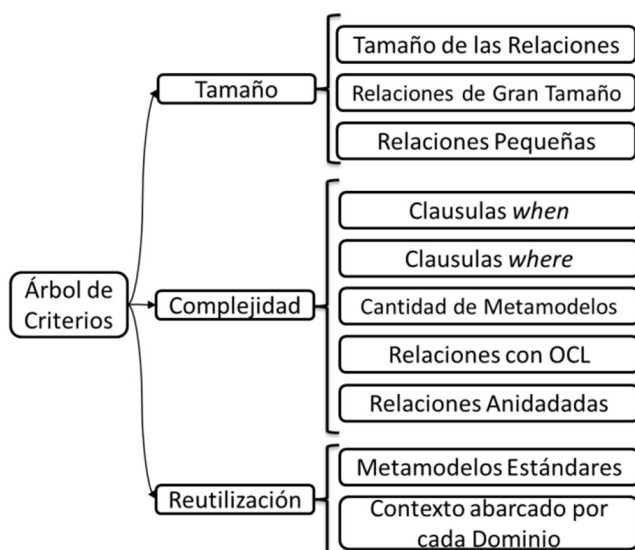 Árbol de
Criterios
Tamaño
Tamaño de las Relaciones
Relaciones de Gran Tamaño
Relaciones Pequeñas
Complejidad
Clausulas when
Clausulas where
Cantidad de Metamodelos
Relaciones con OCL
Relaciones Anidadadas
Reutilización
Metamodelos Estándares
Contexto abarcado por
cada Dominio